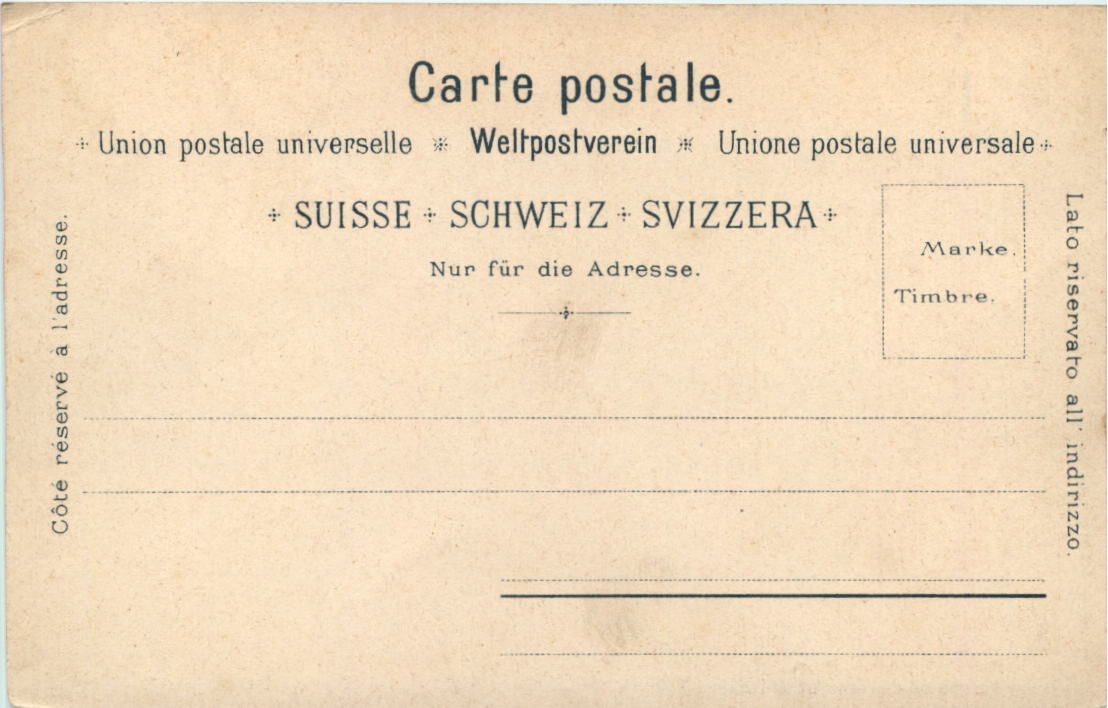 Carte postale.
Union postale universelle Weltpostverein Unione postale universale
SUISSE SCHWEIZ SVIZZERA
Nur für die Adresse.
Marke.
Timbre.
Côté réservé à l'adresse.
Lato riservato all' indirizzo.